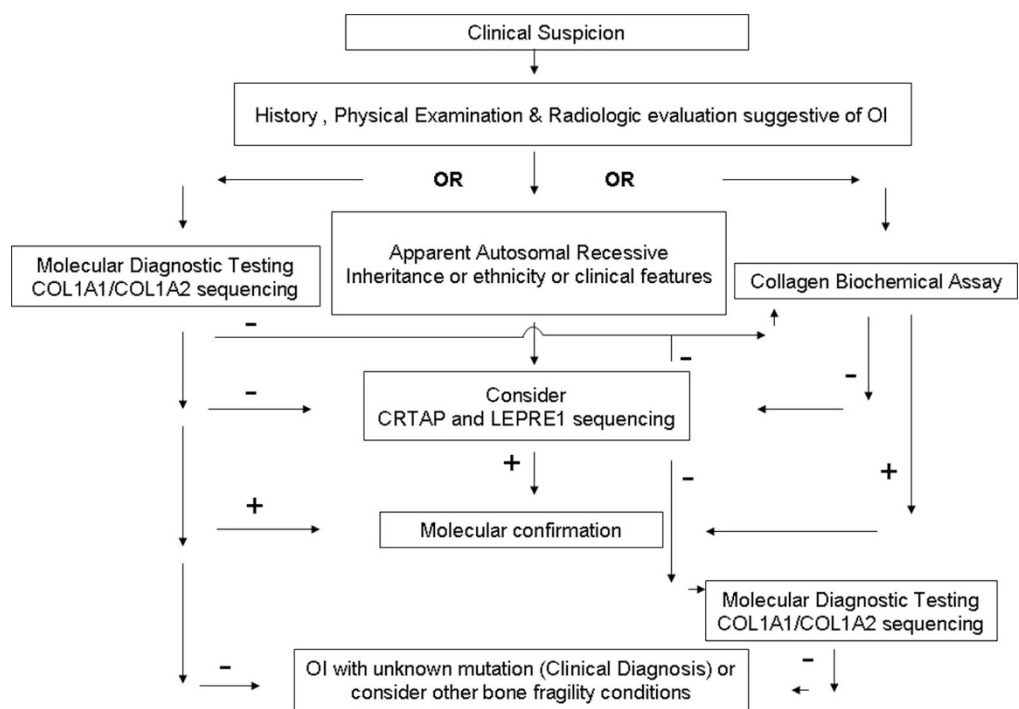 Clinical Suspicion
History , Physical Examination & Radiologic evaluation suggestive of OI
OR
OR
Molecular Diagnostic Testing
COL1A1/COL1A2 sequencing
Apparent Autosomal Recessive
Inheritance or ethnicity or clinical features
Collagen Biochemical Assay
-
-
-
-
Consider
CRTAP and LEPRE1 sequencing
+
-
+
+
Molecular confirmation
Molecular Diagnostic Testing
COL1A1/COL1A2 sequencing
-
OI with unknown mutation (Clinical Diagnosis) or
consider other bone fragility conditions
-